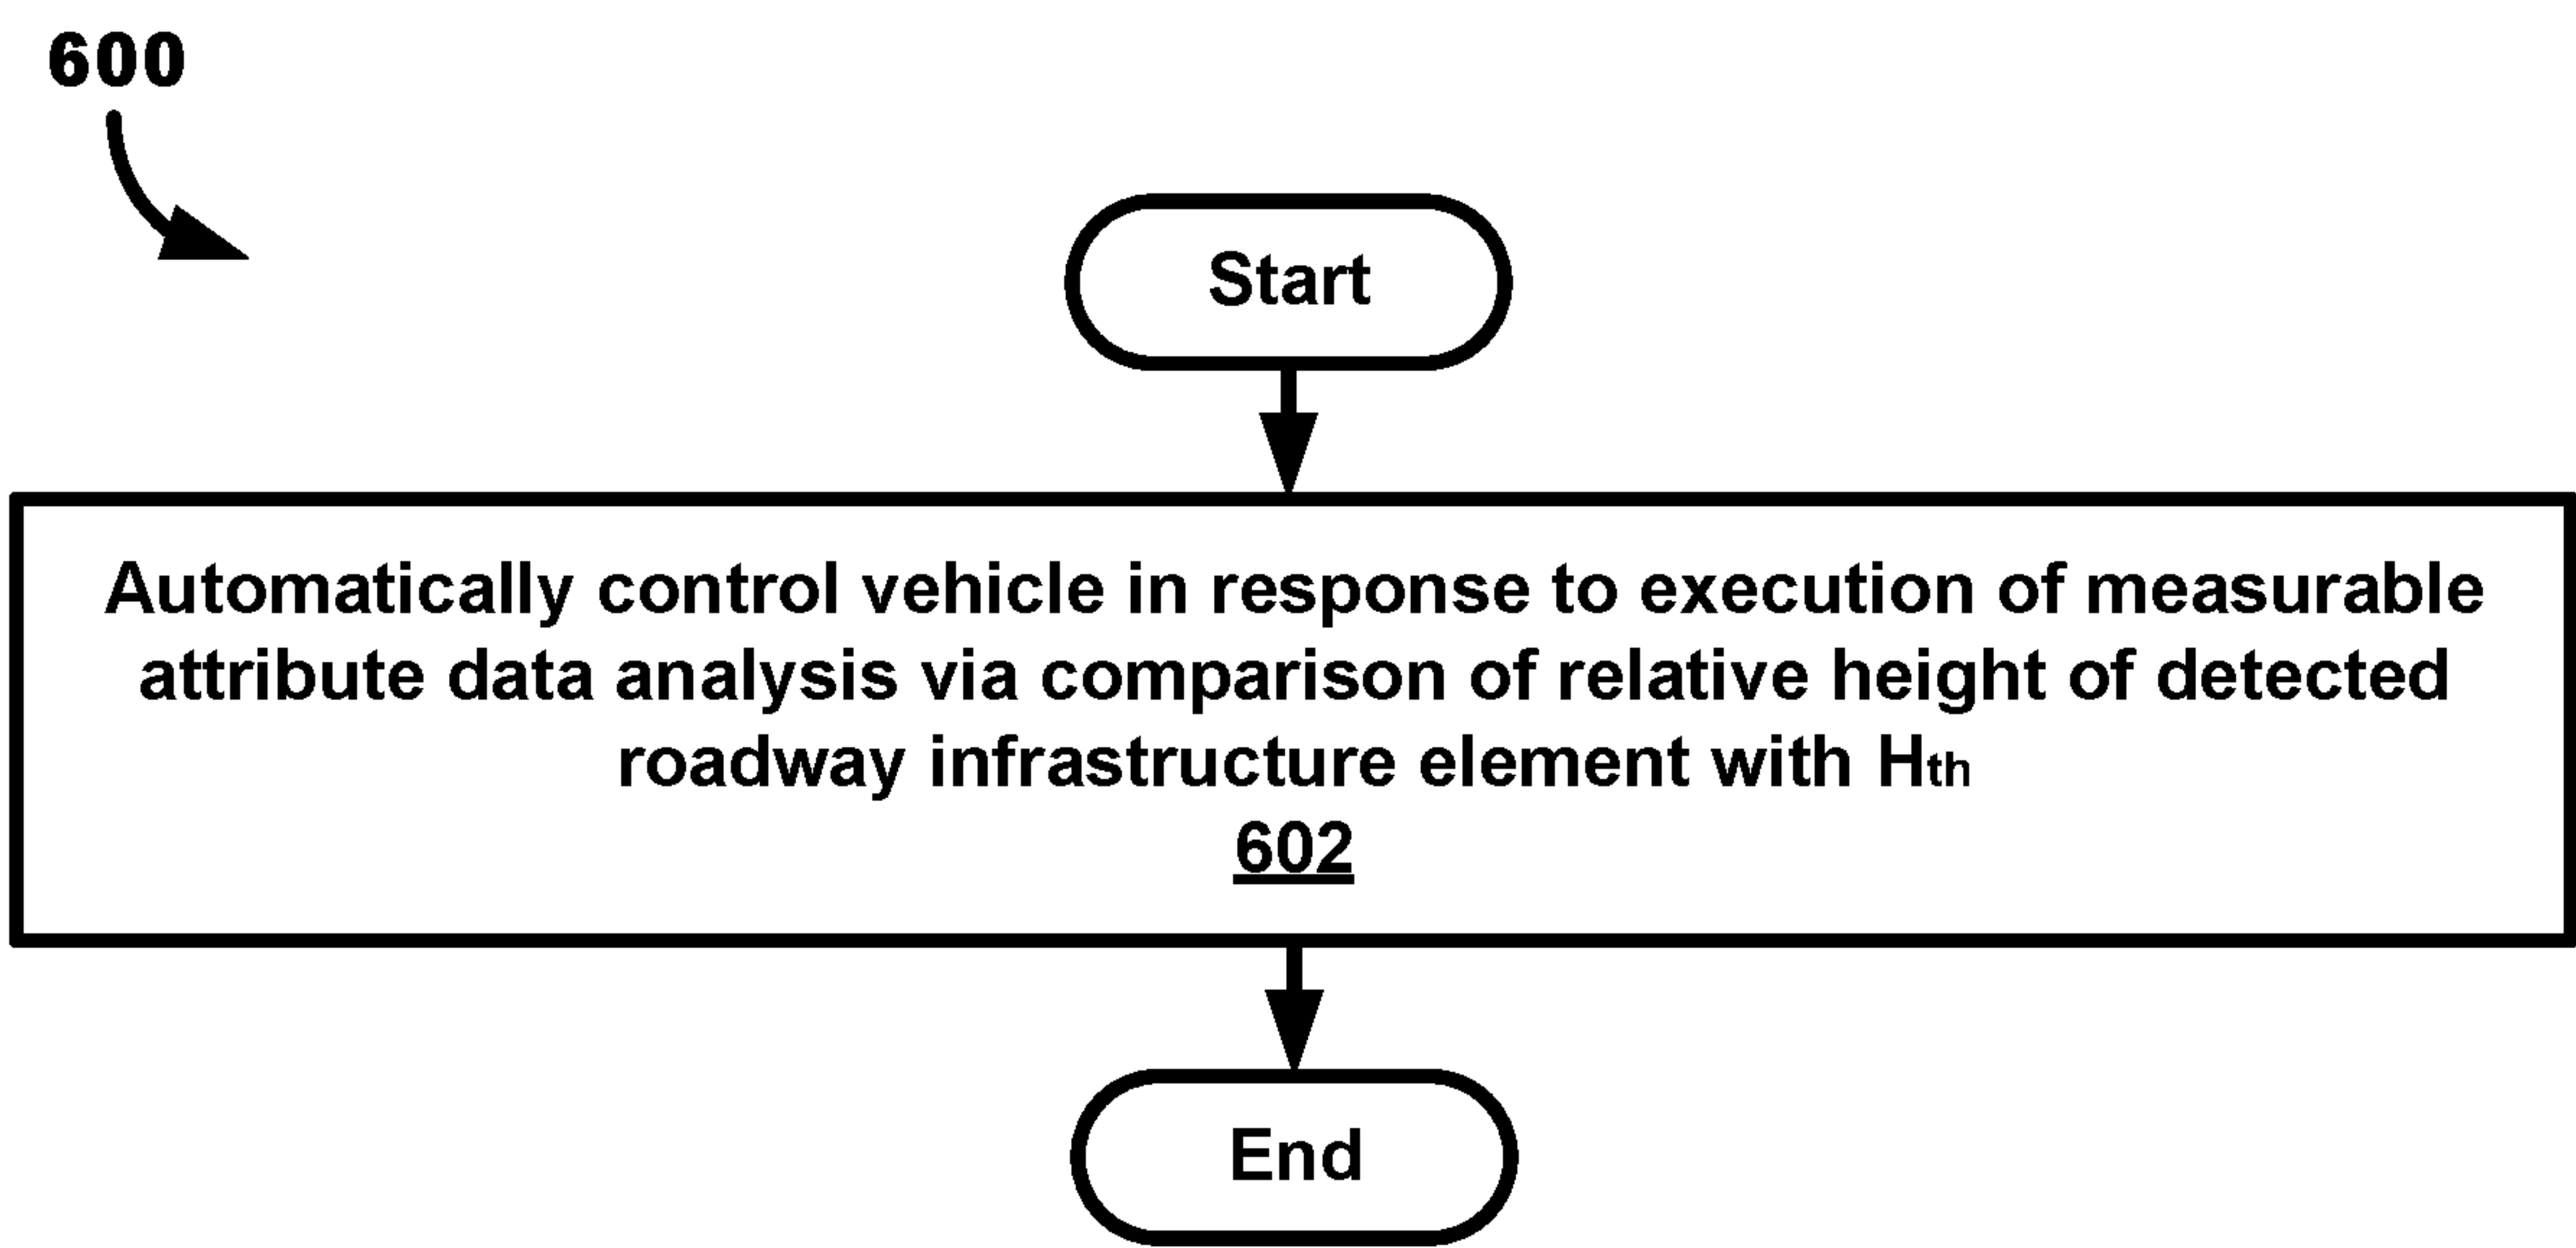 600
Start
Automatically control vehicle in response to execution of measurable
attribute data analysis via comparison of relative height of detected
roadway infrastructure element with Hth
602
End